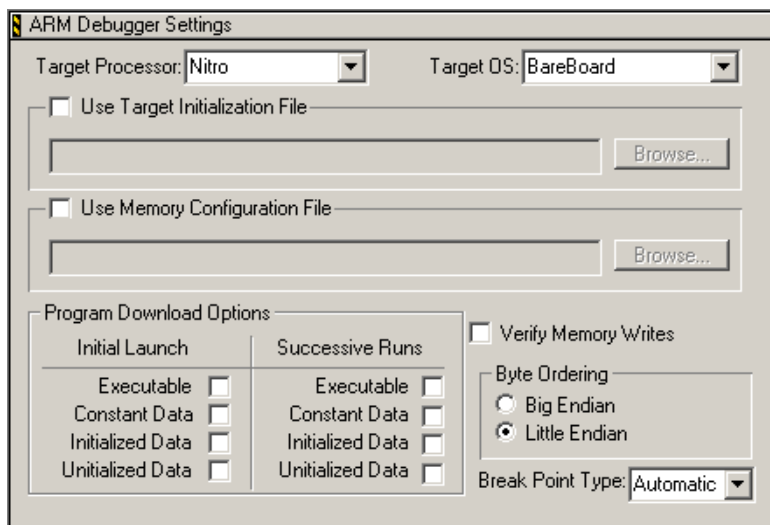 ARM Debugger Settings
Target Processor: Nitro Target OS: BareBoard
Use Target Initialization File
Browse...
Use Memory Configuration File
Browse...
Program Download Options
Initial Launch Successive Runs
Executable Executable
Constant Data Constant Data
Initialized Data Initialized Data
Unitialized Data Unitialized Data
Verify Memory Writes
Byte Ordering
Big Endian
Little Endian
Break Point Type: Automatic